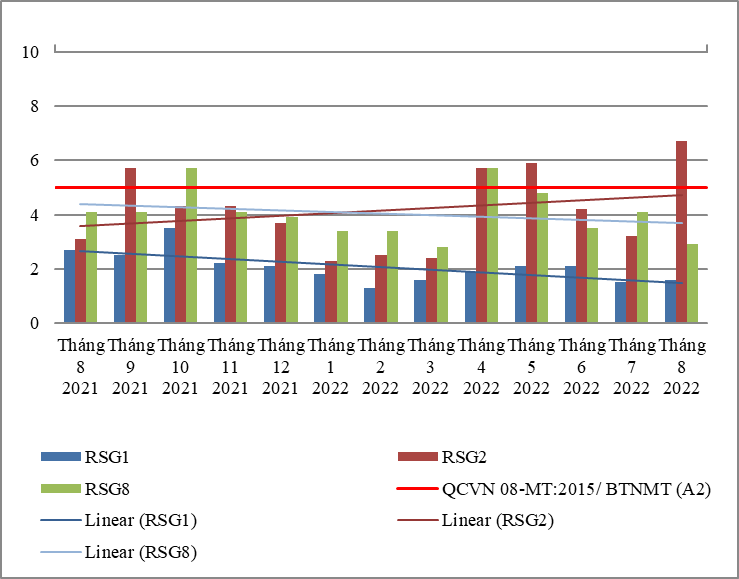 10
8
6
4
2
0
Tháng Tháng Tháng Tháng Tháng Tháng Tháng Tháng Tháng Tháng Tháng Tháng Tháng
8 9 10 11 12 1 2 3 4 5 6 7 8
2021 2021 2021 2021 2021 2022 2022 2022 2022 2022 2022 2022 2022
RSG1 RSG2
RSG8 QCVN 08-MT:2015/ BTNMT (A2)
Linear (RSG1) Linear (RSG2)
Linear (RSG8)